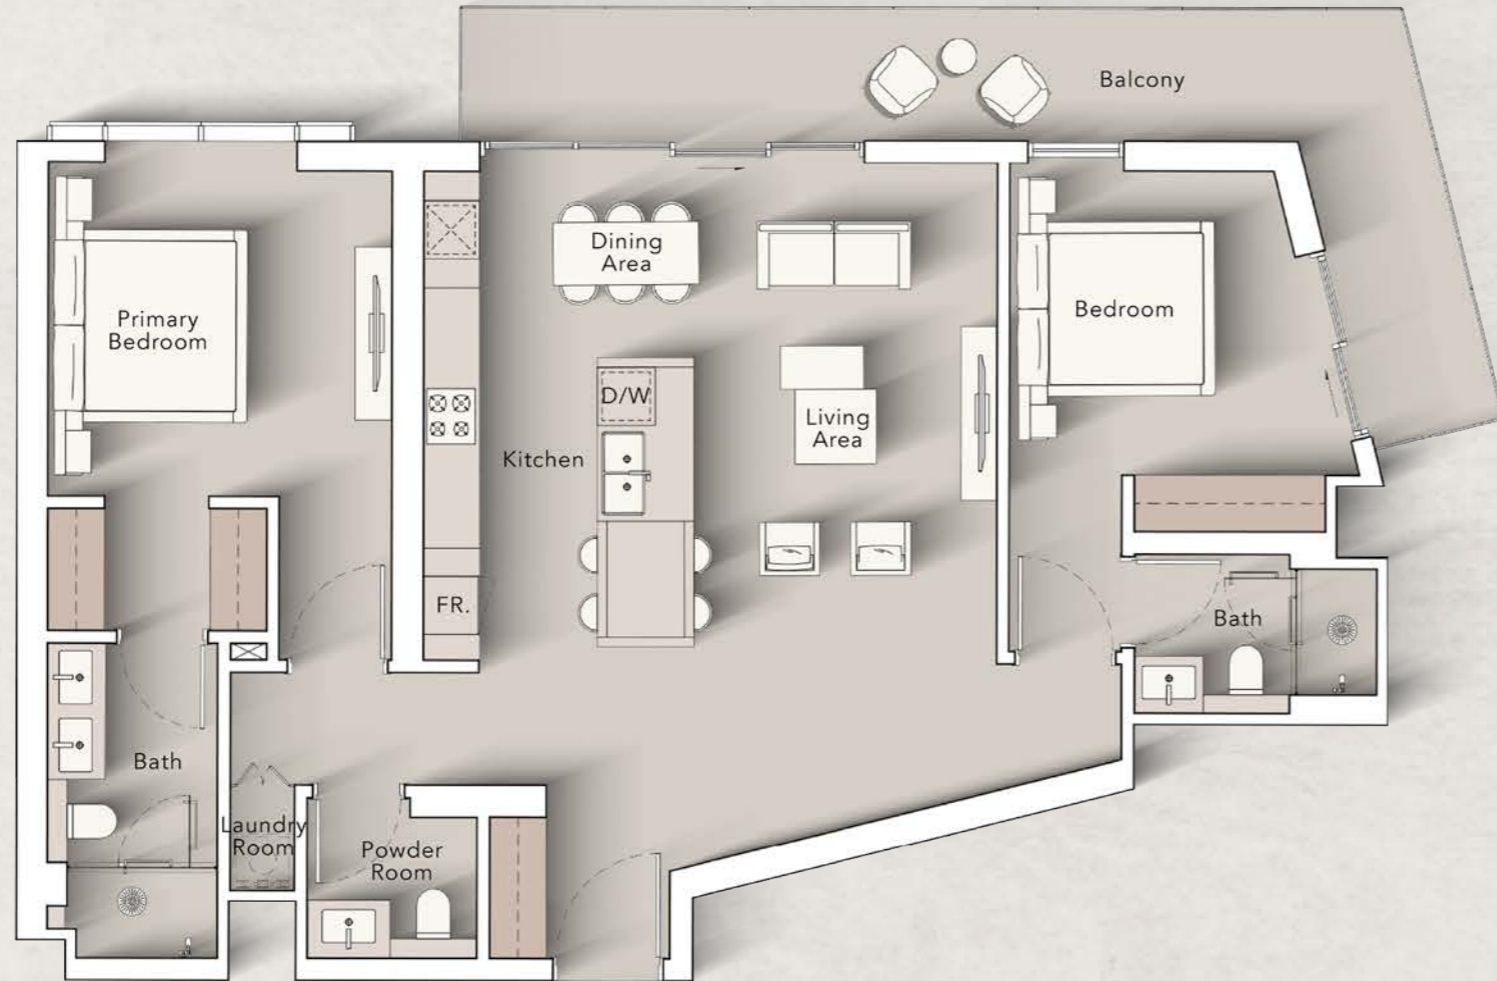 Balcony
Dining
Area
Primary
Bedroom
Bedroom
D/W
Living
Area
Kitchen
FR.
Bath
Bath
Laundry
Room
Powder
Room